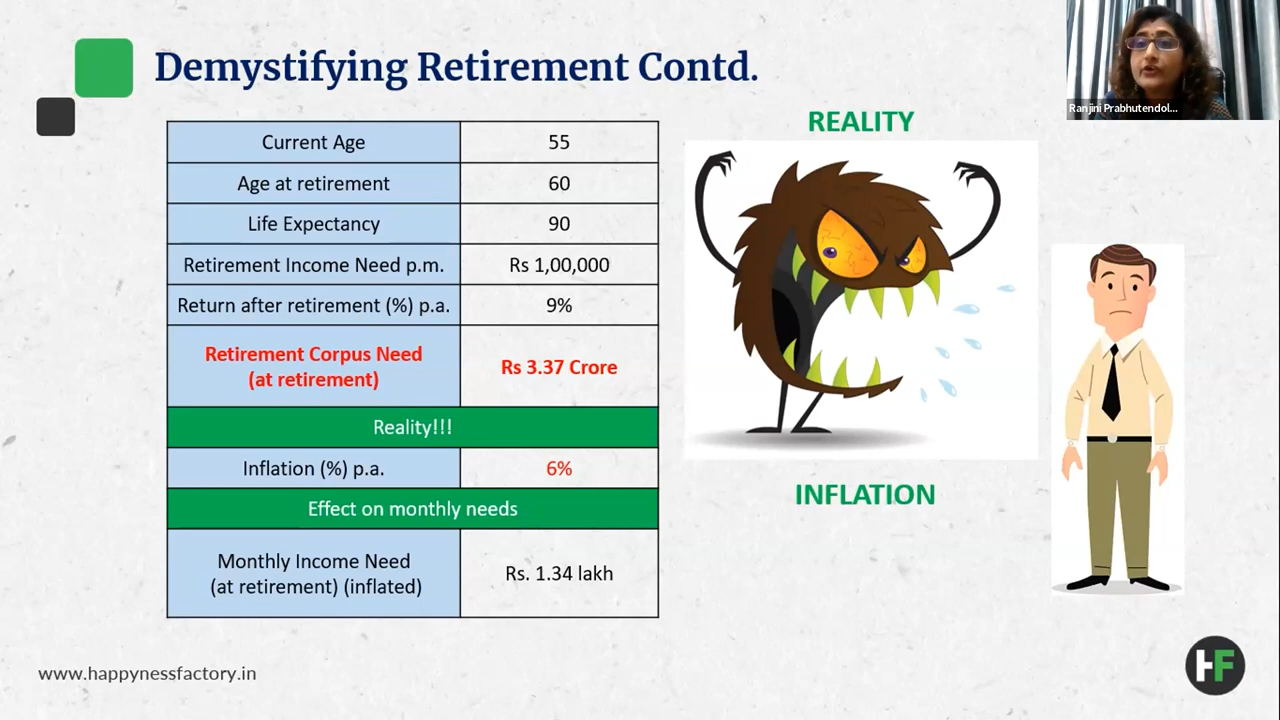 Demystifying Retirement Contd.
Ranjini Prabhutendol...
Current Age 55
Age at retirement 60
Life Expectancy 90
Retirement Income Need p.m. Rs 1,00,000
Return after retirement (%) p.a. 9%
Retirement Corpus Need
(at retirement)
Rs 3.37 Crore
Reality!!!
Inflation (%) p.a. 6%
Effect on monthly needs
Monthly Income Need
(at retirement) (inflated)
Rs. 1.34 lakh
REALITY
INFLATION
www.happynessfactory.in
HF